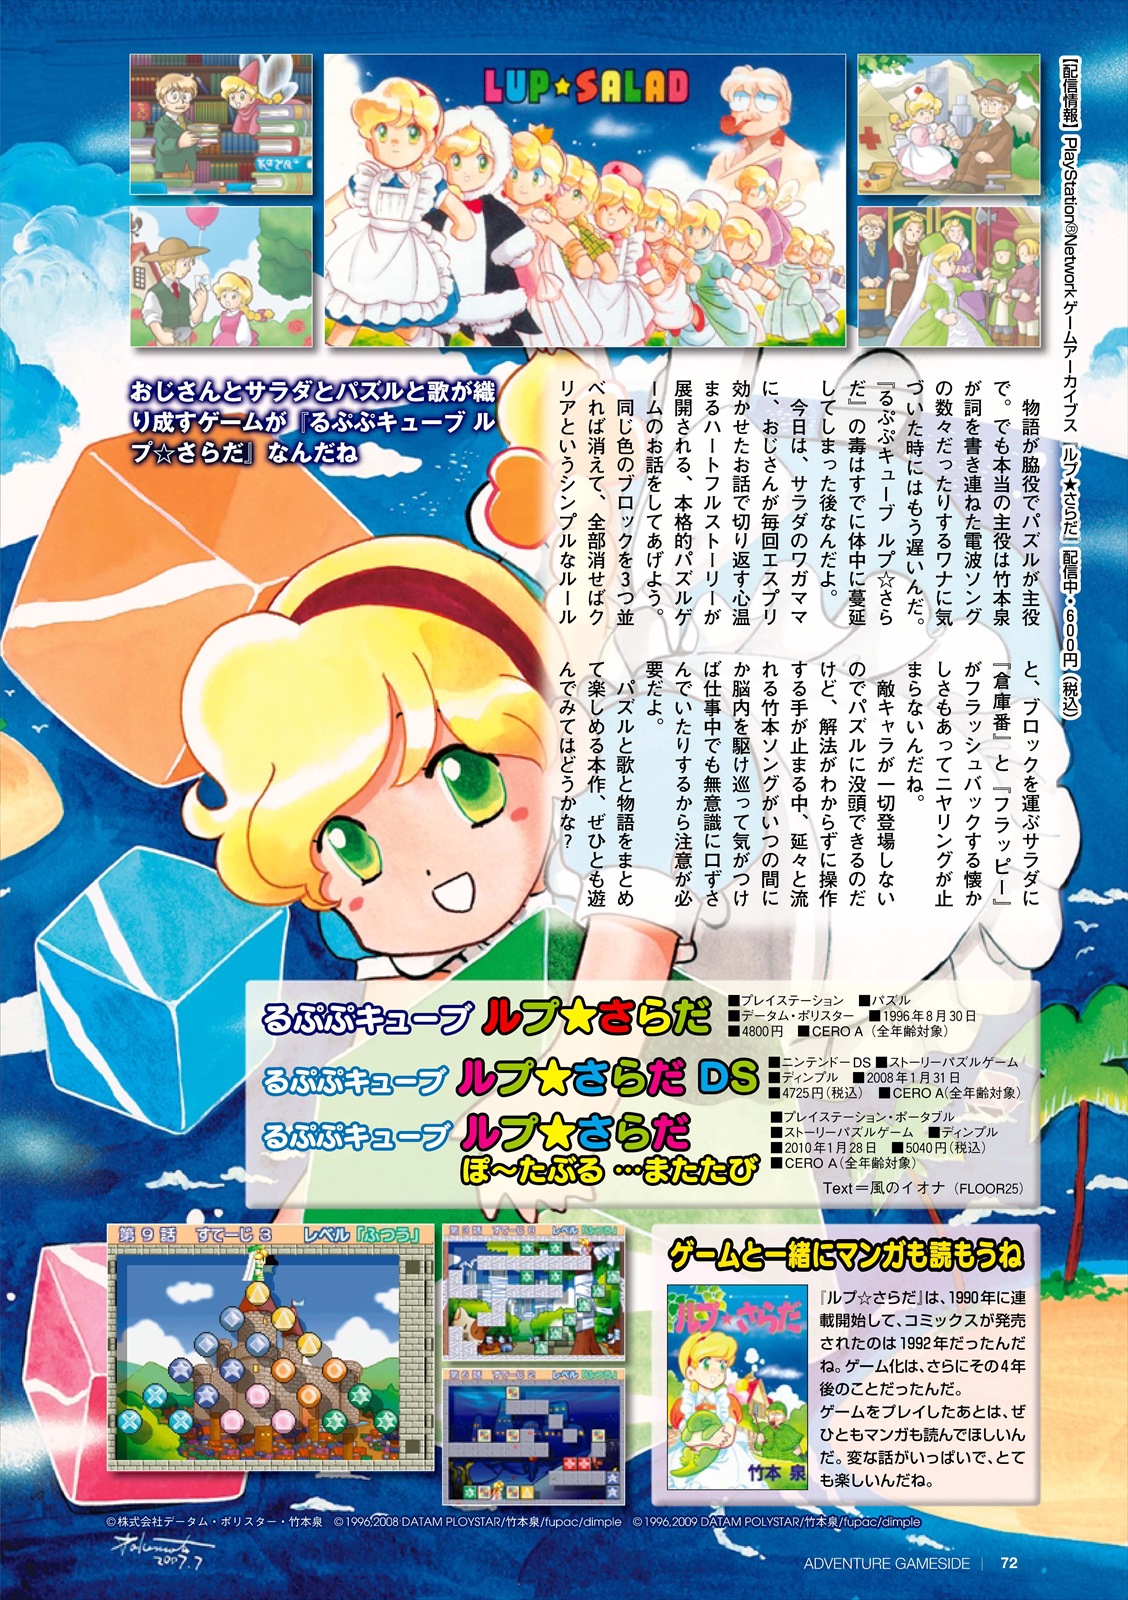 LUP★SALAD
【配信情報】PlayStation®Network ゲームアーカイブス『ルプ★さらだ』配信中・600円（税込）
おじさんとサラダとパズルと歌が織
り成すゲームが『るぷぷキューブ ル
プ☆さらだ』なんだね
物語が脇役でパズルが主役
で。でも本当の主役は竹本泉
が詞を書き連ねた電波ソング
の数々だったりするワナに気
づいた時にはもう遅いんだ。
『るぷぷキューブ ルプ☆さら
だ』の毒はすでに体中に蔓延
してしまった後なんだよ。
今日は、サラダのワガママ
に、おじさんが毎回エスプリ
効かせたお話で切り返す心温
まるハートフルストーリーが
展開される、本格的パズルゲ
ームのお話をしてあげよう。
同じ色のブロックを3つ並
べれば消えて、全部消せばク
リアというシンプルなルール
と、ブロックを運ぶサラダに
『倉庫番』と『フラッピー』
がフラッシュバックする懐か
しさもあってニヤリングが止
まらないんだね。
敵キャラが一切登場しない
のでパズルに没頭できるのだ
けど、解法がわからずに操作
する手が止まる中、延々と流
れる竹本ソングがいつの間に
か脳内を駆け巡って気がつけ
ば仕事中でも無意識に口ずさ
んでいたりするから注意が必
要だよ。
パズルと歌と物語をまとめ
て楽しめる本作、ぜひとも遊
んでみてはどうかな？
るぷぷキューブ ルプ★さらだ
■プレイステーション ■パズル
■データム・ポリスター ■1996年8月30日
■4800円 ■CERO A（全年齢対象）
るぷぷキューブ ルプ★さらだ DS
■ニンテンドーDS ■ストーリーパズルゲーム
■ディンプル ■2008年1月31日
■4725円（税込） ■CERO A（全年齢対象）
るぷぷキューブ ルプ★さらだ
ぽ〜たぶる …またたび
■プレイステーション・ポータブル
■ストーリーパズルゲーム ■ディンプル
■2010年1月28日 ■5040円（税込）
■CERO A（全年齢対象）
Text＝風のイオナ（FLOOR25）
第9話 すてーじ3 レベル「ふつう」
ゲームと一緒にマンガも読もうね
ルプ☆さらだ
竹本 泉
『ルプ☆さらだ』は、1990年に連
載開始して、コミックスが発売
されたのは1992年だったんだ
ね。ゲーム化は、さらにその4年
後のことだったんだ。
ゲームをプレイしたあとは、ぜ
ひともマンガも読んでほしいん
だ。変な話がいっぱいで、とて
も楽しいんだね。
©株式会社データム・ポリスター・竹本泉 ©1996,2008 DATAM PLOYSTAR/竹本泉/fupac/dimple ©1996,2009 DATAM POLYSTAR/竹本泉/fupac/dimple
2007.7
ADVENTURE GAMESIDE | 72